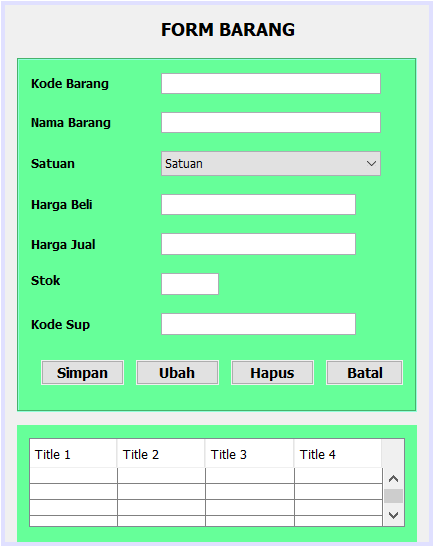 FORM BARANG
Kode Barang
Nama Barang
Satuan Satuan
Harga Beli
Harga Jual
Stok
Kode Sup
Simpan Ubah Hapus Batal
Title 1 Title 2 Title 3 Title 4